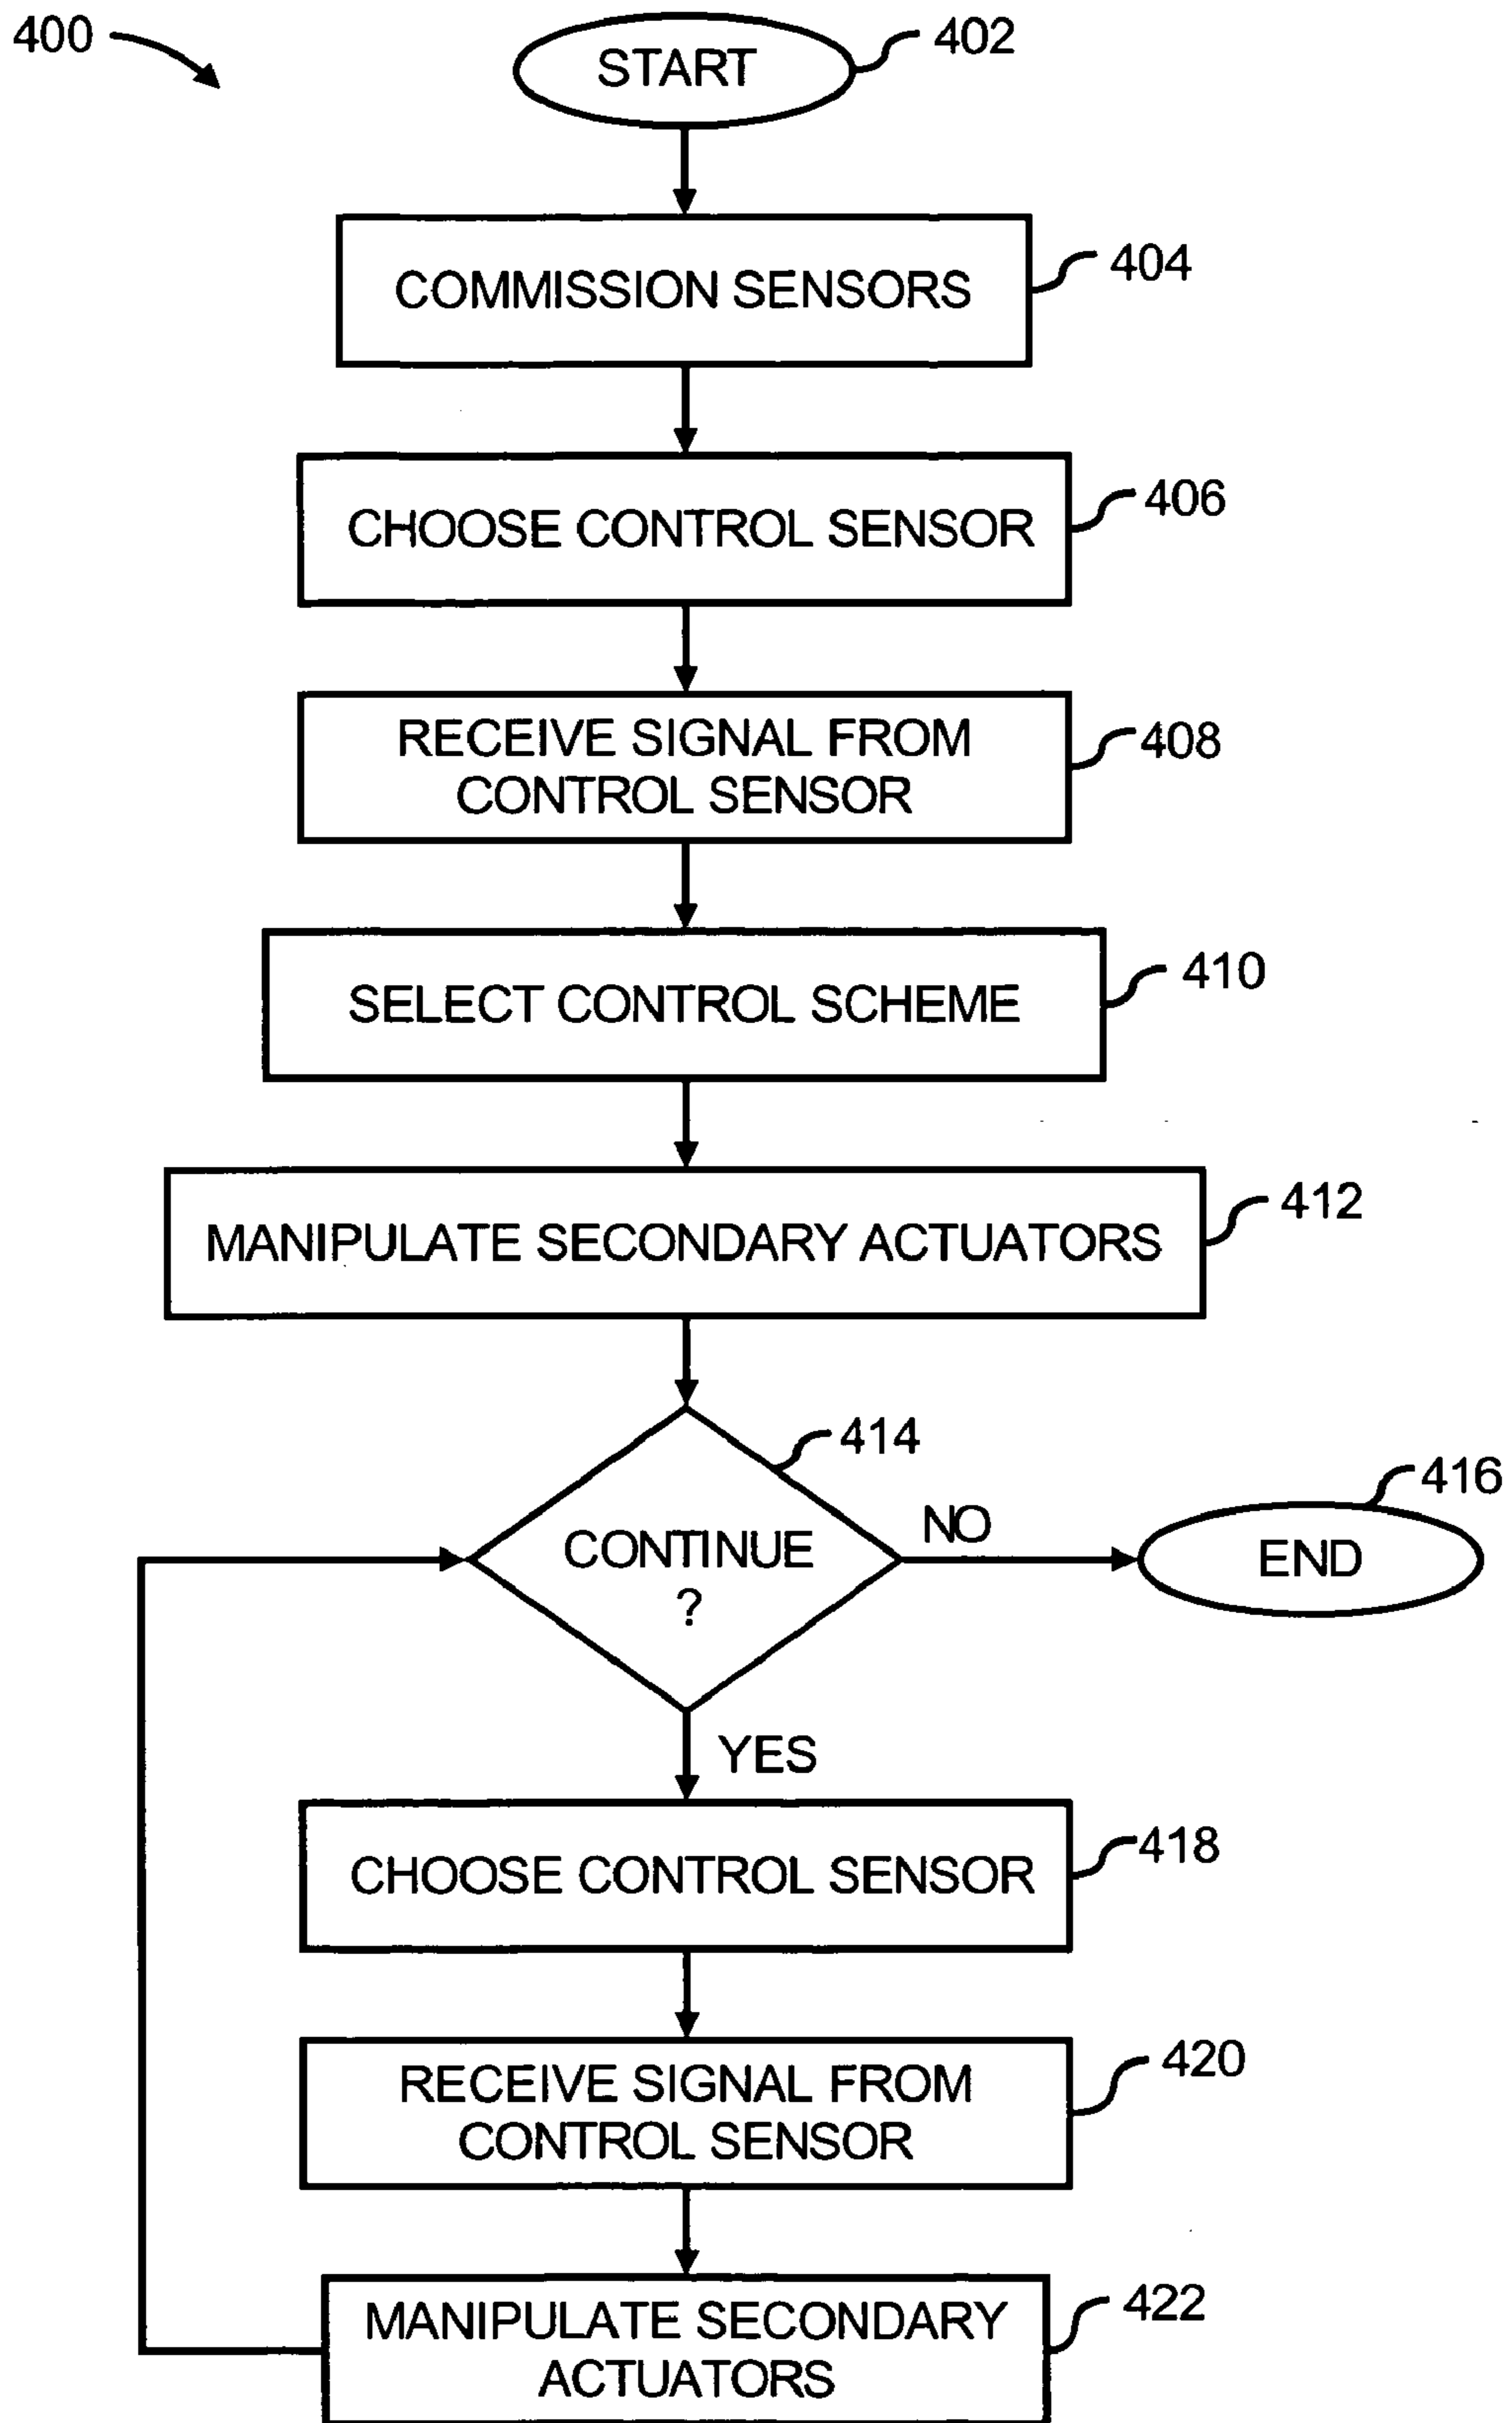 400
START
402
COMMISSION SENSORS
404
CHOOSE CONTROL SENSOR
406
RECEIVE SIGNAL FROM
CONTROL SENSOR
408
SELECT CONTROL SCHEME
410
MANIPULATE SECONDARY ACTUATORS
412
414
CONTINUE
?
NO
416
END
YES
CHOOSE CONTROL SENSOR
418
RECEIVE SIGNAL FROM
CONTROL SENSOR
420
MANIPULATE SECONDARY
ACTUATORS
422